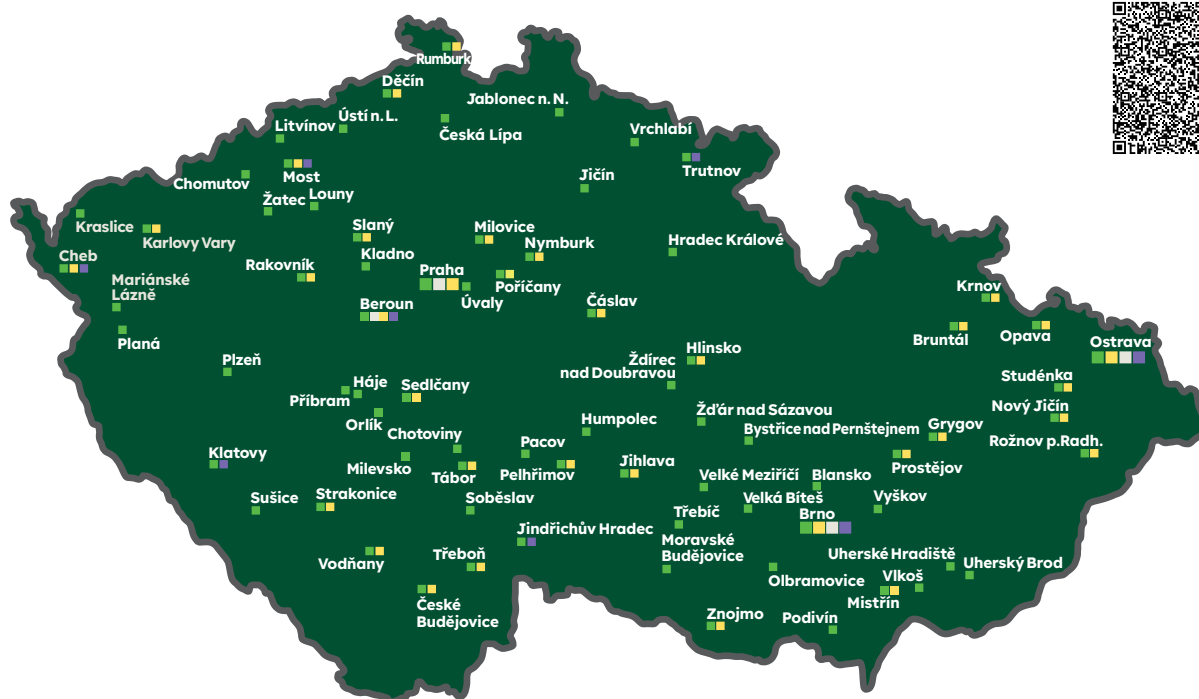 Rumburk
Děčín
Jablonec n. N.
Ústí n. L.
Litvínov
Česká Lípa
Vrchlabí
Most
Trutnov
Chomutov
Jičín
Žatec
Louny
Kraslice
Karlovy Vary
Slaný
Milovice
Nymburk
Hradec Králové
Cheb
Kladno
Rakovník
Praha
Poříčany
Mariánské
Lázně
Úvaly
Krnov
Beroun
Čáslav
Planá
Bruntál
Opava
Ostrava
Hlinsko
Plzeň
Ždírec
nad Doubravou
Studénka
Háje
Sedlčany
Příbram
Nový Jičín
Orlík
Humpolec
Žďár nad Sázavou
Grygov
Chotoviny
Bystřice nad Pernštejnem
Rožnov p.Radh.
Klatovy
Pacov
Milevsko
Jihlava
Prostějov
Tábor
Pelhřimov
Velké Meziříčí
Blansko
Sušice
Strakonice
Soběslav
Velká Bíteš
Vyškov
Třebíč
Brno
Jindřichův Hradec
Moravské
Budějovice
Vodňany
Třeboň
Uherské Hradiště
Uherský Brod
Olbramovice
Vlkoš
České
Budějovice
Mistřín
Znojmo
Podivín